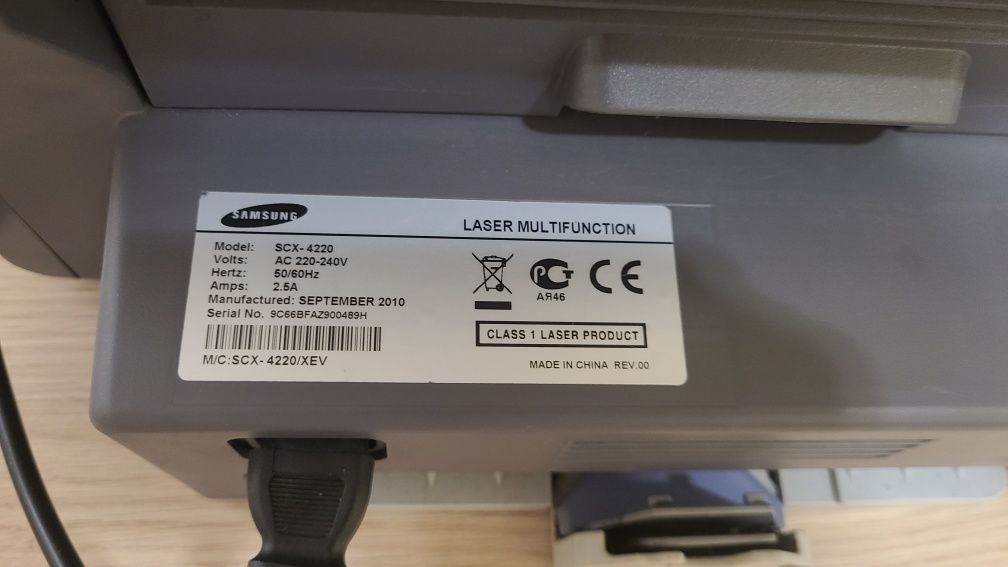 SAMSUNG
LASER MULTIFUNCTION
Model: SCX- 4220
Volts: AC 220-240V
Hertz: 50/60Hz
Amps: 2.5A
Manufactured: SEPTEMBER 2010
Serial No. 9C66BFAZ900489H
M/C:SCX- 4220/XEV
РСТ
АЯ46
CE
CLASS 1 LASER PRODUCT
MADE IN CHINA REV.00